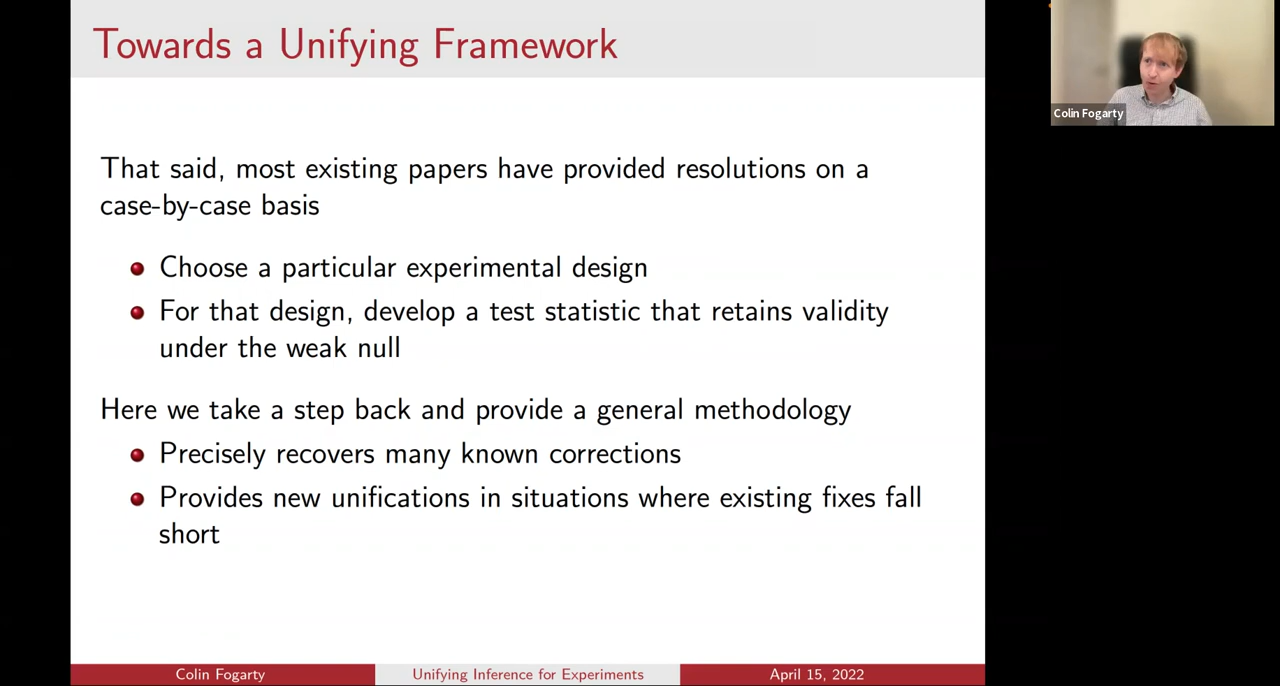 Towards a Unifying Framework
Colin Fogarty
That said, most existing papers have provided resolutions on a
case-by-case basis
Choose a particular experimental design
For that design, develop a test statistic that retains validity
under the weak null
Here we take a step back and provide a general methodology
Precisely recovers many known corrections
Provides new unifications in situations where existing fixes fall
short
Colin Fogarty
Unifying Inference for Experiments
April 15, 2022